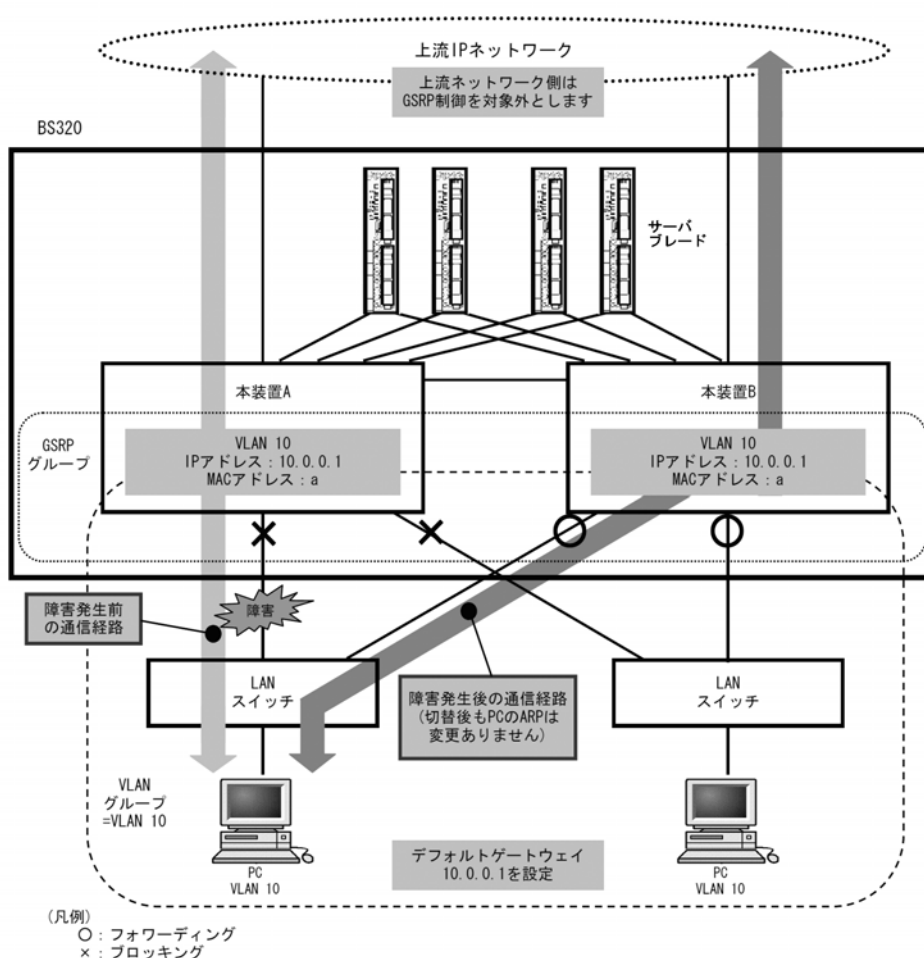 上流IPネットワーク
上流ネットワーク側は
GSRP制御を対象外とします
BS320
サーバ
ブレード
本装置A
本装置B
GSRP
グループ
VLAN 10
IPアドレス：10.0.0.1
MACアドレス：a
VLAN 10
IPアドレス：10.0.0.1
MACアドレス：a
障害発生前
の通信経路
障害
LAN
スイッチ
障害発生後の通信経路
(切替後もPCのARPは
変更ありません)
LAN
スイッチ
VLAN
グループ
=VLAN 10
PC
VLAN 10
デフォルトゲートウェイ
10.0.0.1を設定
PC
VLAN 10
(凡例)
○：フォワーディング
×：ブロッキング